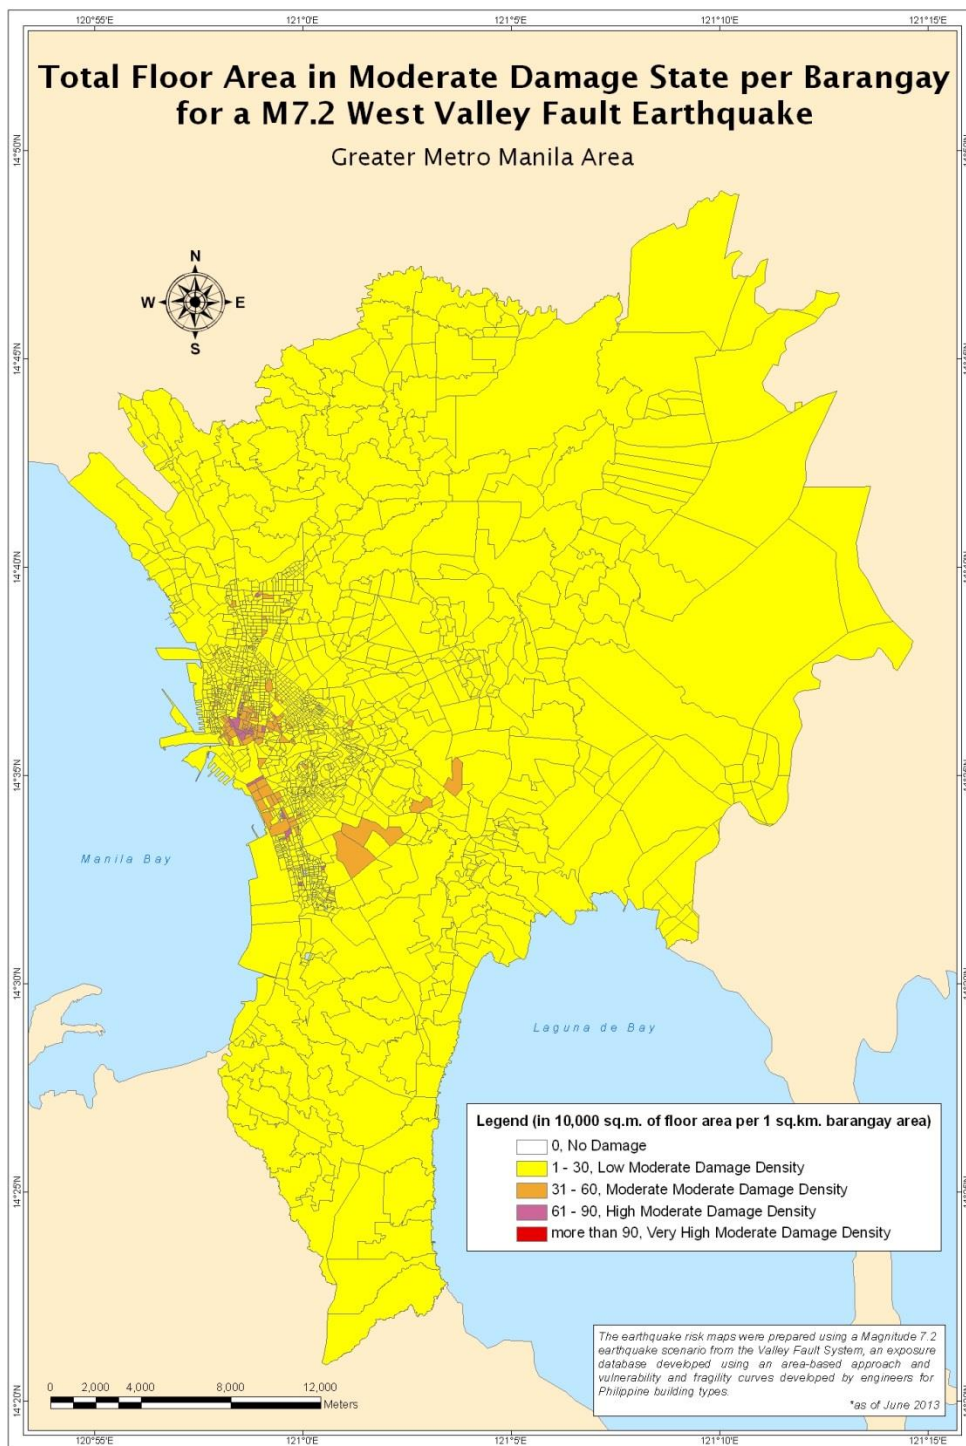 120°55'E 121°0'E 121°5'E 121°10'E 121°15'E
Total Floor Area in Moderate Damage State per Barangay
for a M7.2 West Valley Fault Earthquake
Greater Metro Manila Area
14°50'N
N
W E
S
14°45'N
14°40'N
14°35'N
Manila Bay
14°30'N
Laguna de Bay
Legend (in 10,000 sq.m. of floor area per 1 sq.km. barangay area)
0, No Damage
1 - 30, Low Moderate Damage Density
31 - 60, Moderate Moderate Damage Density
61 - 90, High Moderate Damage Density
more than 90, Very High Moderate Damage Density
14°25'N
The earthquake risk maps were prepared using a Magnitude 7.2
earthquake scenario from the Valley Fault System, an exposure
database developed using an area-based approach and
vulnerability and fragility curves developed by engineers for
Philippine building types.
*as of June 2013
0 2,000 4,000 8,000 12,000
Meters
14°20'N
120°55'E 121°0'E 121°5'E 121°10'E 121°15'E